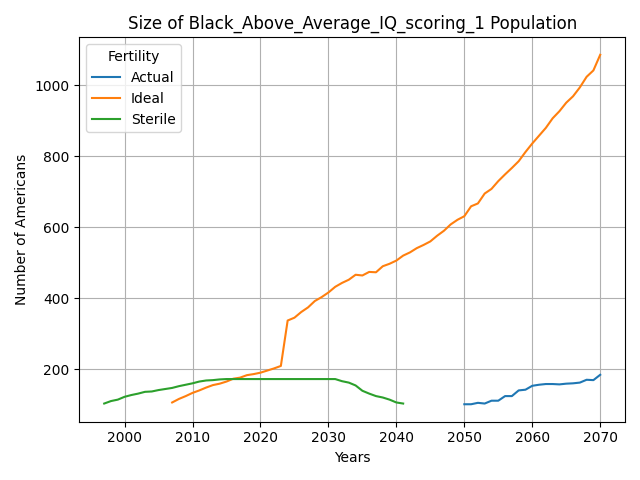 Size of Black_Above_Average_IQ_scoring_1 Population
Fertility
Actual
Ideal
Sterile
Number of Americans
1000
800
600
400
200
2000 2010 2020 2030 2040 2050 2060 2070
Years